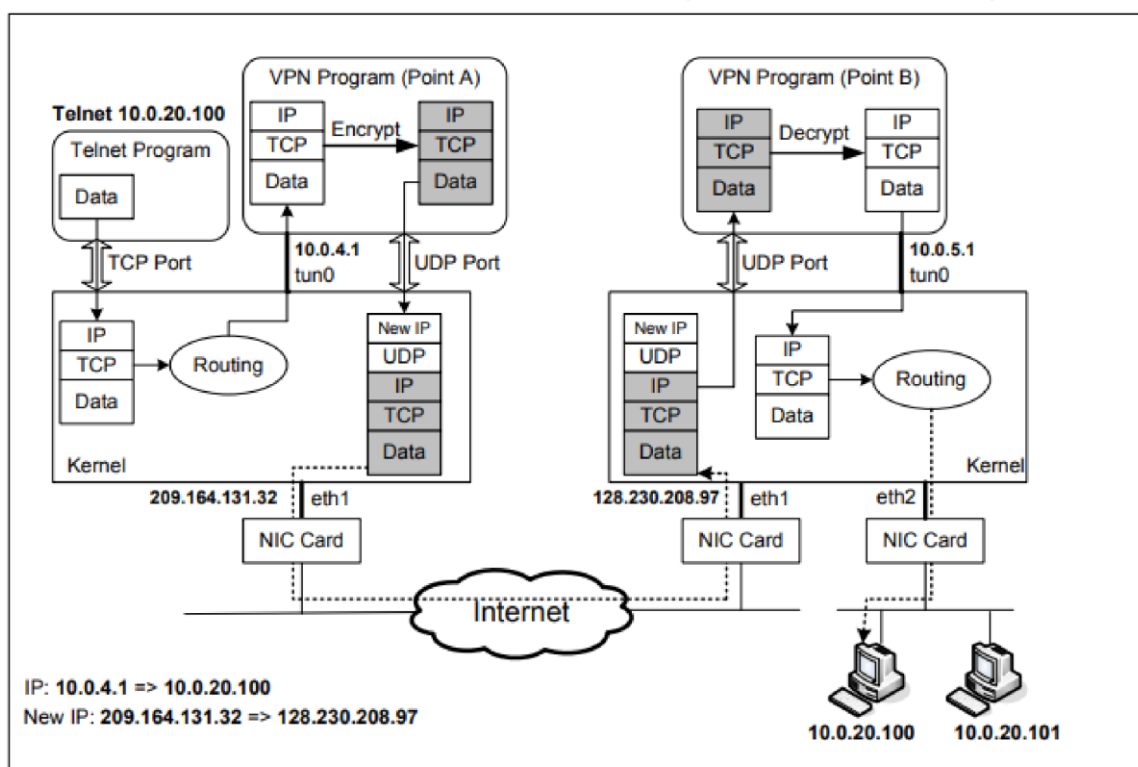 VPN Program (Point A)
Telnet 10.0.20.100
Telnet Program
Data
IP
TCP
Data
Encrypt
IP
TCP
Data
TCP Port
10.0.4.1
tun0
UDP Port
IP
TCP
Data
Routing
New IP
UDP
IP
TCP
Data
Kernel
209.164.131.32
eth1
NIC Card
VPN Program (Point B)
IP
TCP
Data
Decrypt
IP
TCP
Data
UDP Port
10.0.5.1
tun0
New IP
UDP
IP
TCP
Data
IP
TCP
Data
Routing
Kernel
128.230.208.97
eth1
eth2
NIC Card
NIC Card
Internet
IP: 10.0.4.1 => 10.0.20.100
New IP: 209.164.131.32 => 128.230.208.97
10.0.20.100
10.0.20.101